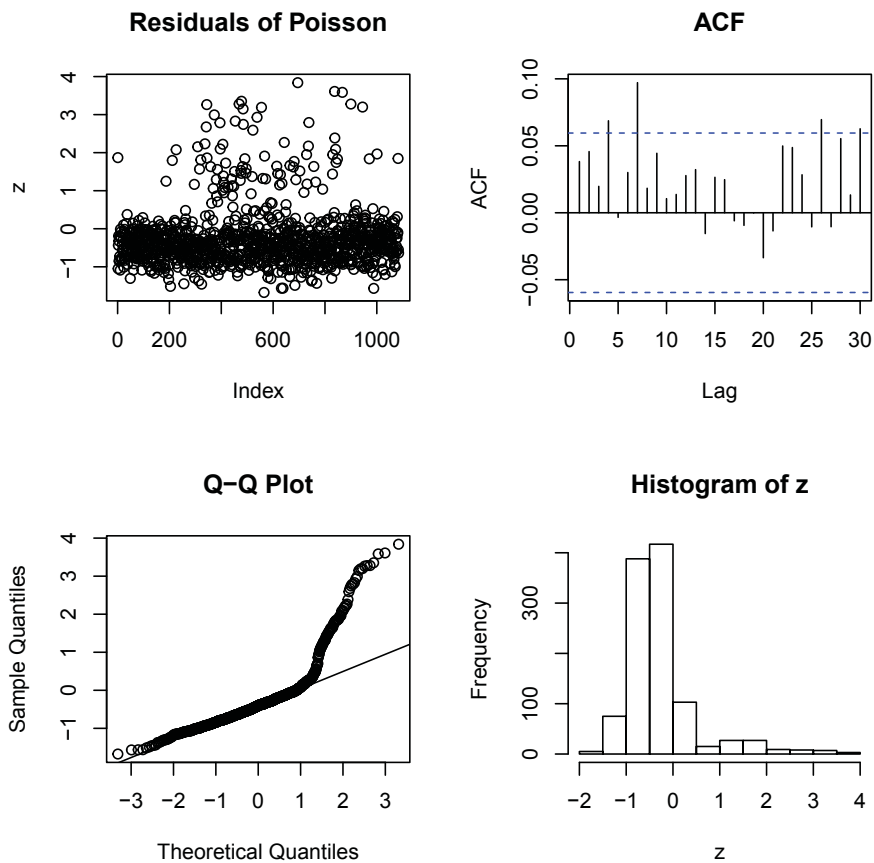 Residuals of Poisson
z
4
3
2
1
0
−1
0 200 600 1000
Index
ACF
ACF
0.10
0.05
0.00
−0.05
0 5 10 15 20 25 30
Lag
Q−Q Plot
Sample Quantiles
4
3
2
1
0
−1
−3 −2 −1 0 1 2 3
Theoretical Quantiles
Histogram of z
Frequency
300
100
0
−2 −1 0 1 2 3 4
z